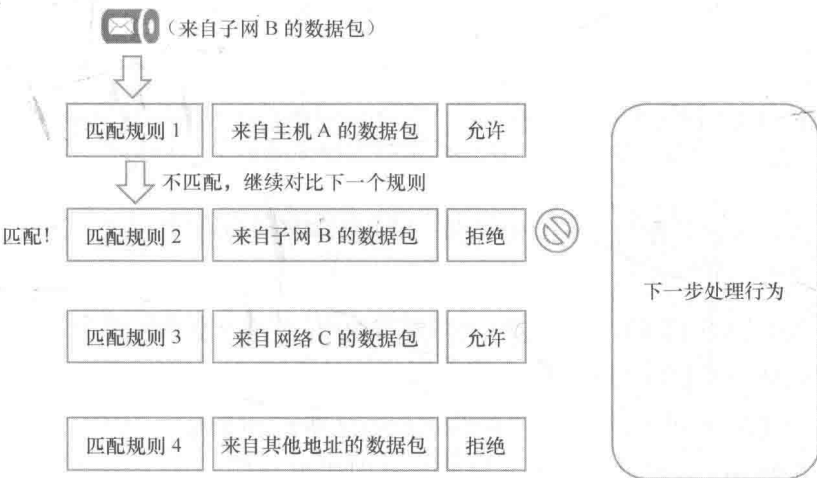 （来自子网 B 的数据包）
匹配规则 1 来自主机 A 的数据包 允许
不匹配，继续对比下一个规则
匹配! 匹配规则 2 来自子网 B 的数据包 拒绝
下一步处理行为
匹配规则 3 来自网络 C 的数据包 允许
匹配规则 4 来自其他地址的数据包 拒绝